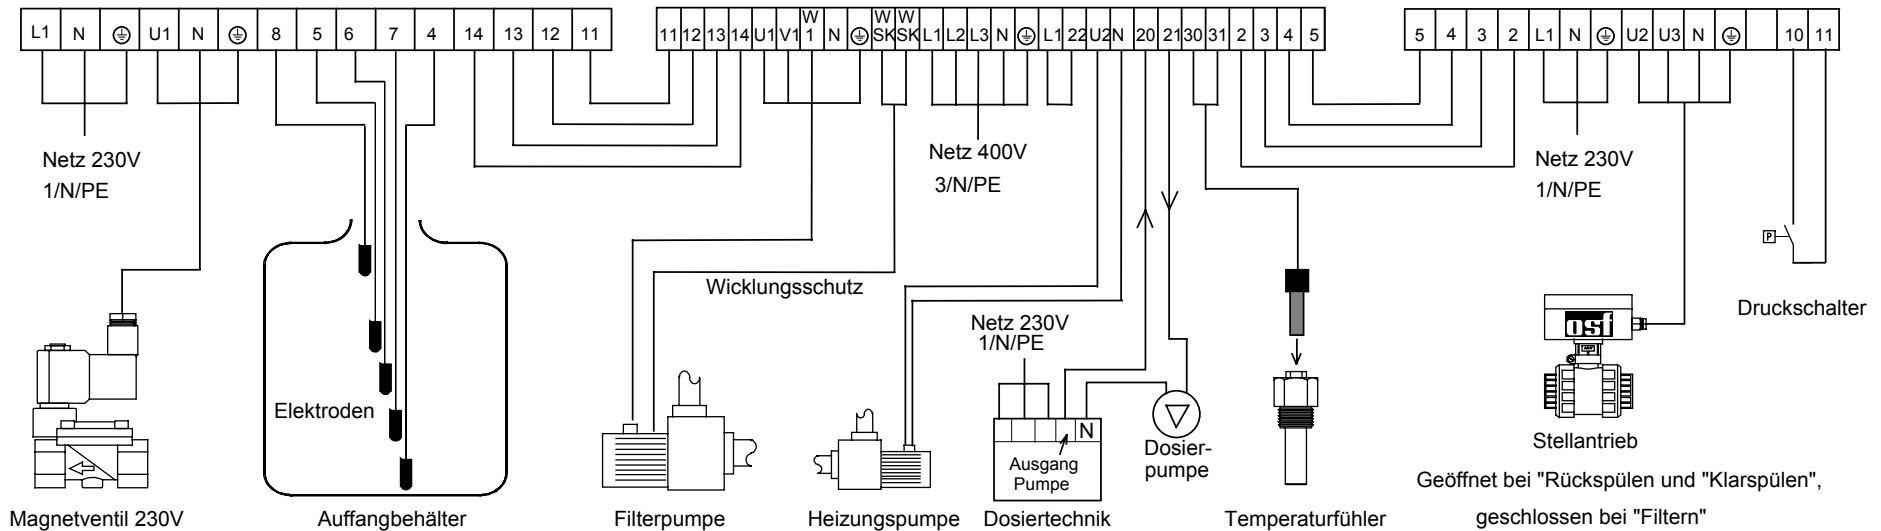 L1 N U1 N 8 5 6 7 4 14 13 12 11
11 12 13 14 U1 V1 W1 N WSK WSK L1 L2 L3 N L1 22 U2 N 20 21 30 31 2 3 4 5
5 4 3 2 L1 N U2 U3 N 10 11
Netz 230V
1/N/PE
Netz 400V
3/N/PE
Netz 230V
1/N/PE
P
Wicklungsschutz
Druckschalter
Netz 230V
1/N/PE
osf
Elektroden
N
Ausgang
Pumpe
Dosier-
pumpe
Stellantrieb
Geöffnet bei "Rückspülen und "Klarspülen",
geschlossen bei "Filtern"
Magnetventil 230V
Auffangbehälter
Filterpumpe
Heizungspumpe
Dosiertechnik
Temperaturfühler